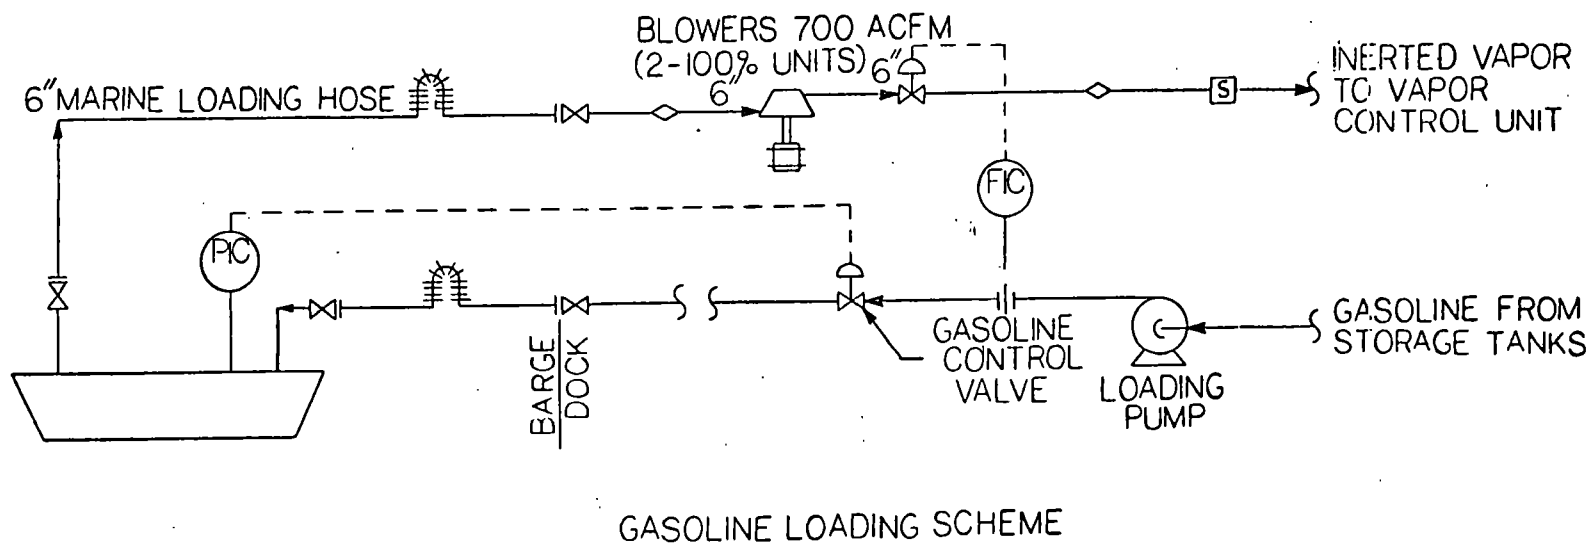 BLOWERS 700 ACFM
(2-100% UNITS)
6"
6"
6" MARINE LOADING HOSE
S
INERTED VAPOR
TO VAPOR
CONTROL UNIT
FIC
PIC
GASOLINE
CONTROL
VALVE
C
LOADING
PUMP
GASOLINE FROM
STORAGE TANKS
BARGE
DOCK
GASOLINE LOADING SCHEME